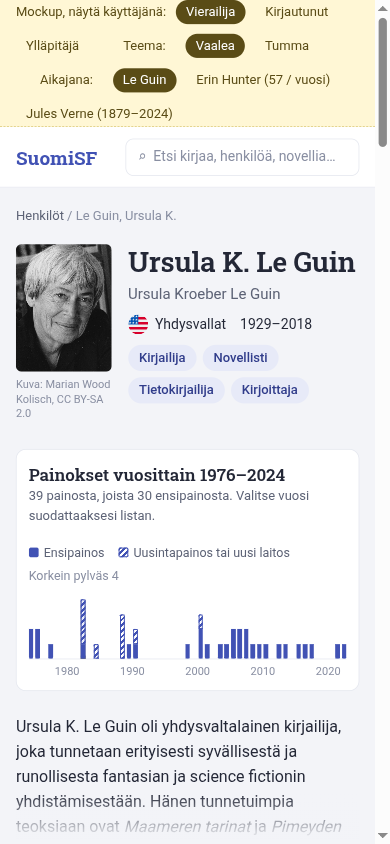 Mockup, näytä käyttäjänä: Vierailija Kirjautunut
Ylläpitäjä Teema: Vaalea Tumma
Aikajana: Le Guin Erin Hunter (57 / vuosi)
Jules Verne (1879–2024)
SuomiSF Etsi kirjaa, henkilöä, novellia…
Henkilöt / Le Guin, Ursula K.
Ursula K. Le Guin
Ursula Kroeber Le Guin
Yhdysvallat 1929–2018
Kirjailija Novellisti
Tietokirjailija Kirjoittaja
Kuva: Marian Wood
Kolisch, CC BY-SA
2.0
Painokset vuosittain 1976–2024
39 painosta, joista 30 ensipainosta. Valitse vuosi
suodattaaksesi listan.
Ensipainos Uusintapainos tai uusi laitos
Korkein pylväs 4
1980 1990 2000 2010 2020
Ursula K. Le Guin oli yhdysvaltalainen kirjailija,
joka tunnetaan erityisesti syvällisestä ja
runollisesta fantasian ja science fictionin
yhdistämisestään. Hänen tunnetuimpia
teoksiaan ovat Maameren tarinat ja Pimeyden